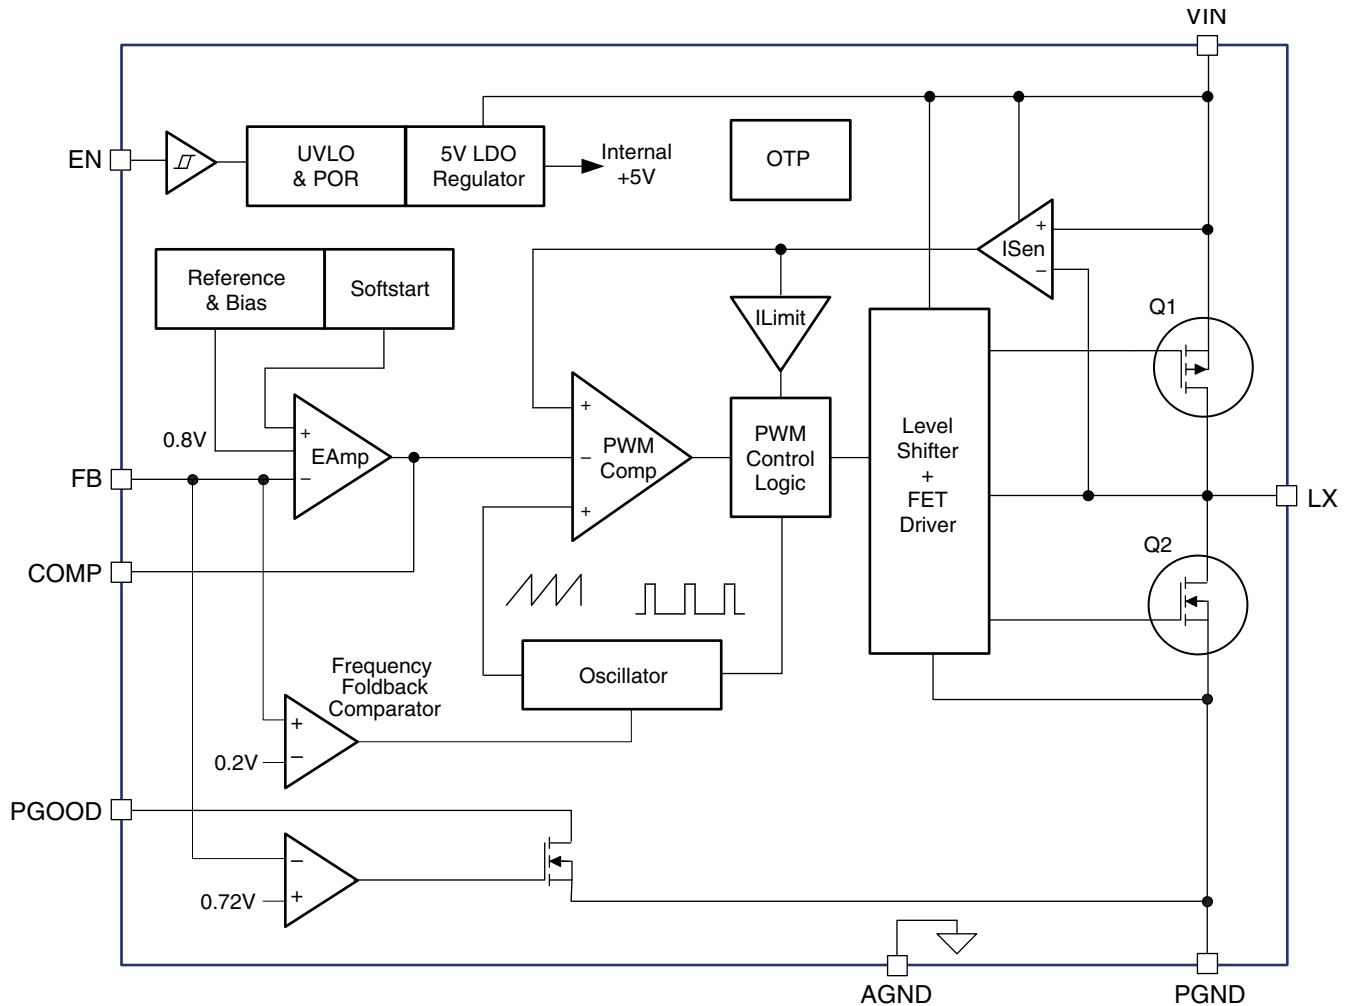 VIN
EN
UVLO
& POR
5V LDO
Regulator
Internal
+5V
OTP
+
ISen
−
Reference
& Bias
Softstart
ILimit
Q1
0.8V
+
EAmp
−
FB
+
−
PWM
Comp
+
PWM
Control
Logic
Level
Shifter
+
FET
Driver
LX
Q2
COMP
Frequency
Foldback
Comparator
Oscillator
+
−
0.2V
PGOOD
−
+
0.72V
AGND
PGND